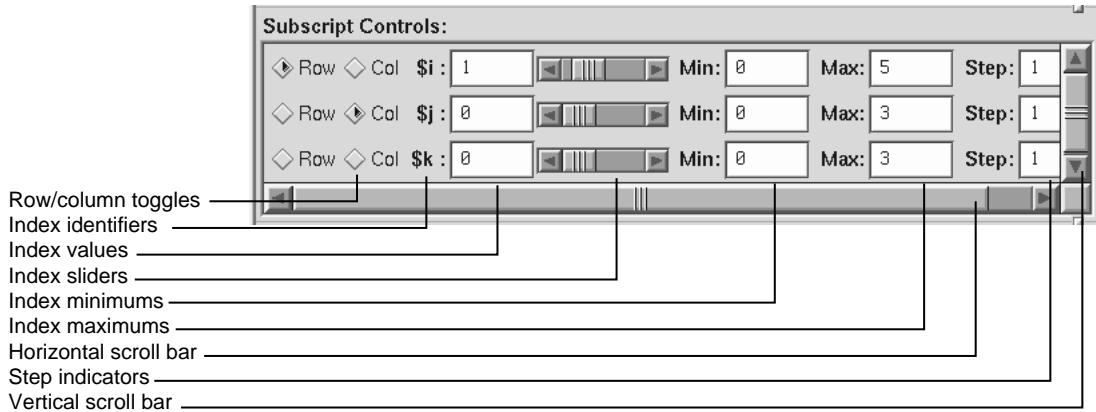 Subscript Controls:
Row Col $i : 1 Min: 0 Max: 5 Step: 1
Row Col $j : 0 Min: 0 Max: 3 Step: 1
Row Col $k : 0 Min: 0 Max: 3 Step: 1
Row/column toggles
Index identifiers
Index values
Index sliders
Index minimums
Index maximums
Horizontal scroll bar
Step indicators
Vertical scroll bar